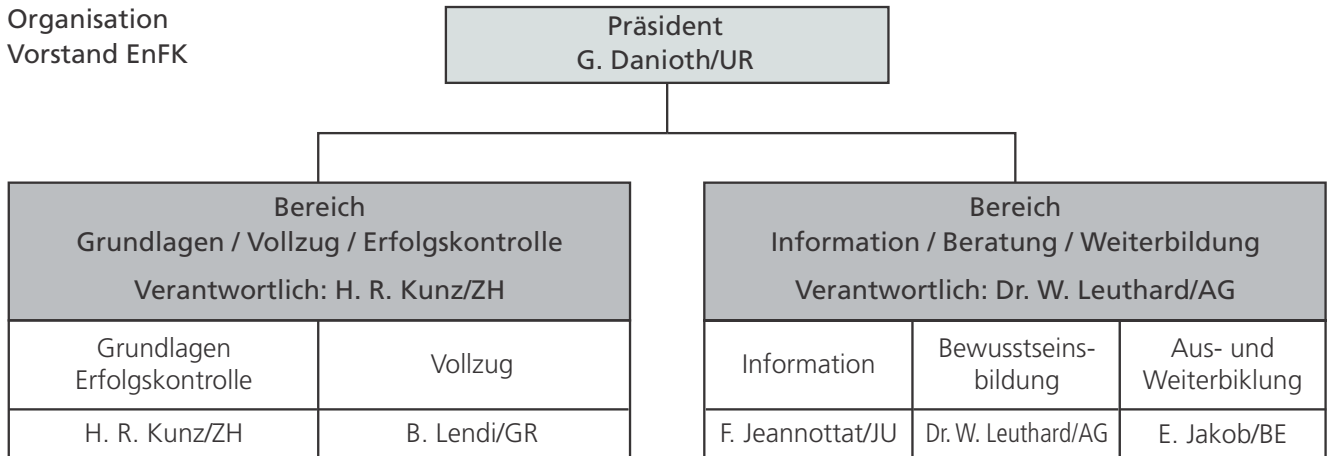 Organisation
Vorstand EnFK
Präsident
G. Danioth/UR
Bereich
Grundlagen / Vollzug / Erfolgskontrolle
Verantwortlich: H. R. Kunz/ZH
Grundlagen
Erfolgskontrolle
Vollzug
H. R. Kunz/ZH
B. Lendi/GR
Bereich
Information / Beratung / Weiterbildung
Verantwortlich: Dr. W. Leuthard/AG
Information
Bewusstseins-
bildung
Aus- und
Weiterbiklung
F. Jeannottat/JU
Dr. W. Leuthard/AG
E. Jakob/BE